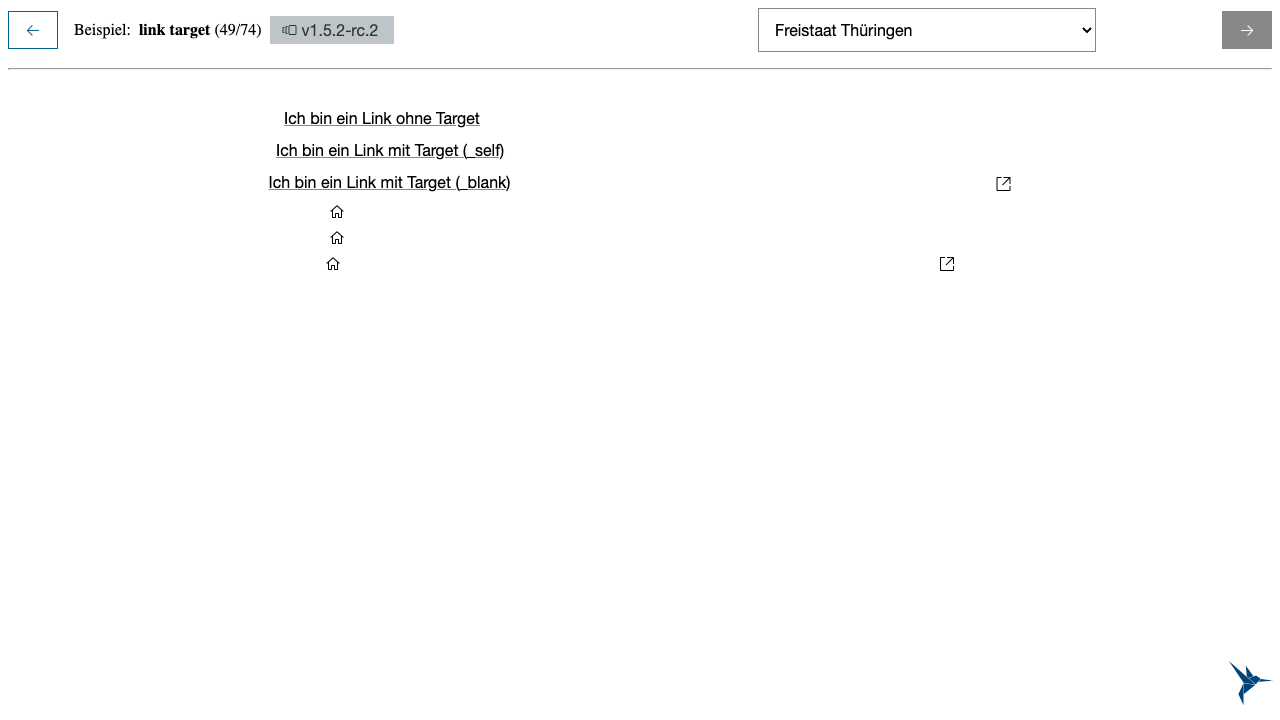 Beispiel: link target (49/74) v1.5.2-rc.2 Freistaat Thüringen
Ich bin ein Link ohne Target
Ich bin ein Link mit Target (_self)
Ich bin ein Link mit Target (_blank)